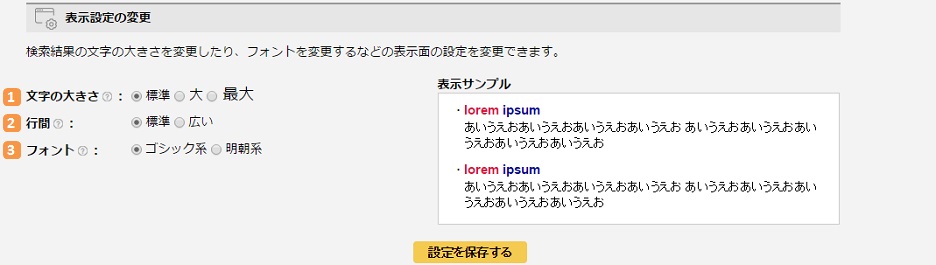 表示設定の変更
検索結果の文字の大きさを変更したり、フォントを変更するなどの表示面の設定を変更できます。
1 文字の大きさ ? : 標準 大 最大
2 行間 ? : 標準 広い
3 フォント ? : ゴシック系 明朝系
表示サンプル
・lorem ipsum
あいうえおあいうえおあいうえおあいうえお あいうえおあいうえおあい
うえおあいうえおあいうえお
・lorem ipsum
あいうえおあいうえおあいうえおあいうえお あいうえおあいうえおあい
うえおあいうえおあいうえお
設定を保存する